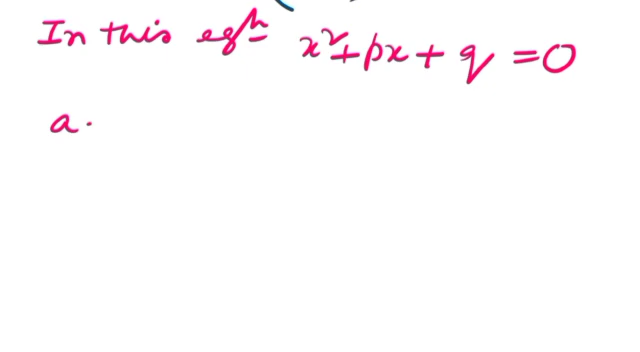 In this eqn x²+px + q = 0
a.